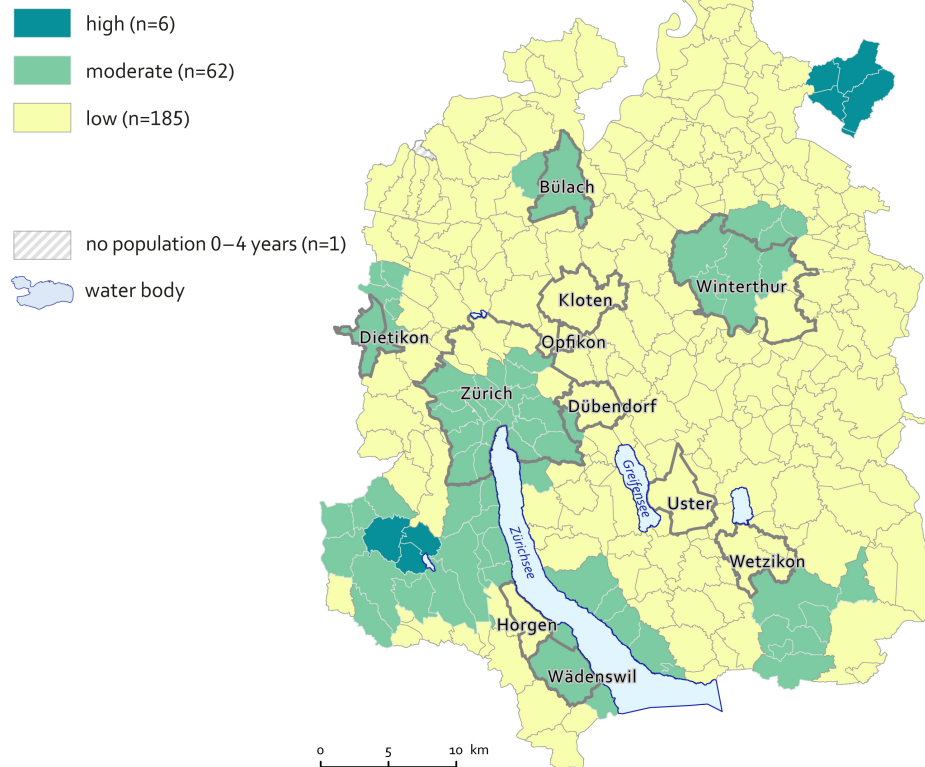 high (n=6)
moderate (n=62)
low (n=185)
no population 0–4 years (n=1)
water body
Bülach
Winterthur
Kloten
Dietikon
Opfikon
Zürich
Dübendorf
Greifensee
Uster
Zürichsee
Wetzikon
Horgen
Wädenswil
0 5 10 km